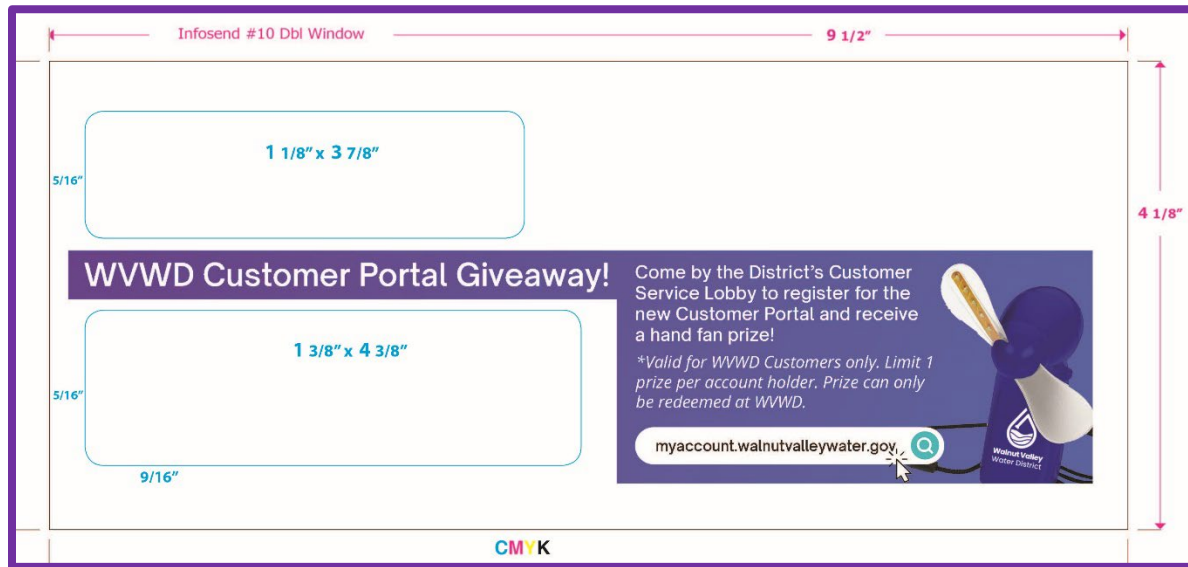 Infosend #10 Dbl Window
9 1/2"
1 1/8" x 3 7/8"
5/16"
4 1/8"
WVWD Customer Portal Giveaway!
Come by the District's Customer
Service Lobby to register for the
new Customer Portal and receive
a hand fan prize!
*Valid for WVWD Customers only. Limit 1
prize per account holder. Prize can only
be redeemed at WVWD.
myaccount.walnutvalleywater.gov
Walnut Valley
Water District
1 3/8" x 4 3/8"
5/16"
9/16"
CMYK